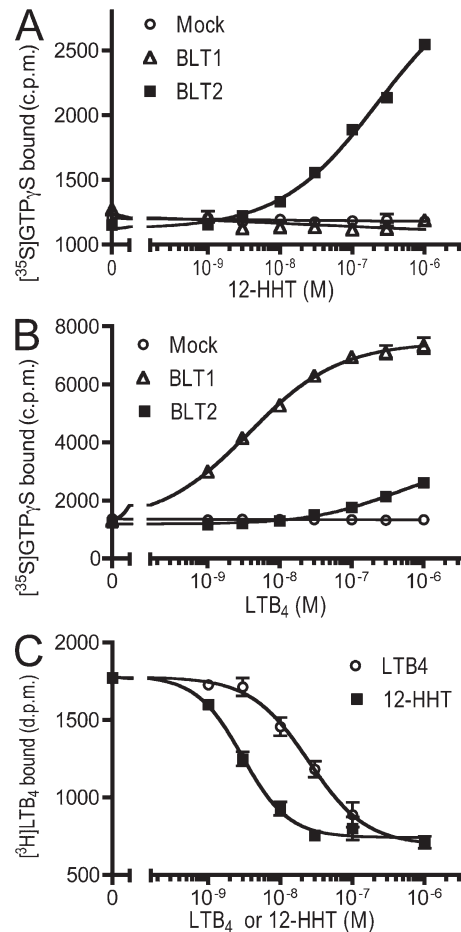 A
[³⁵S]GTPγS bound (c.p.m.)
2500
2000
1500
1000
Mock
BLT1
BLT2
0
10⁻⁹
10⁻⁸
10⁻⁷
10⁻⁶
12-HHT (M)
B
[³⁵S]GTPγS bound (c.p.m.)
8000
6000
4000
2000
0
Mock
BLT1
BLT2
0
10⁻⁹
10⁻⁸
10⁻⁷
10⁻⁶
LTB₄ (M)
C
[³H]LTB₄ bound (d.p.m.)
2000
1500
1000
500
LTB4
12-HHT
0
10⁻⁹
10⁻⁸
10⁻⁷
10⁻⁶
LTB₄ or 12-HHT (M)